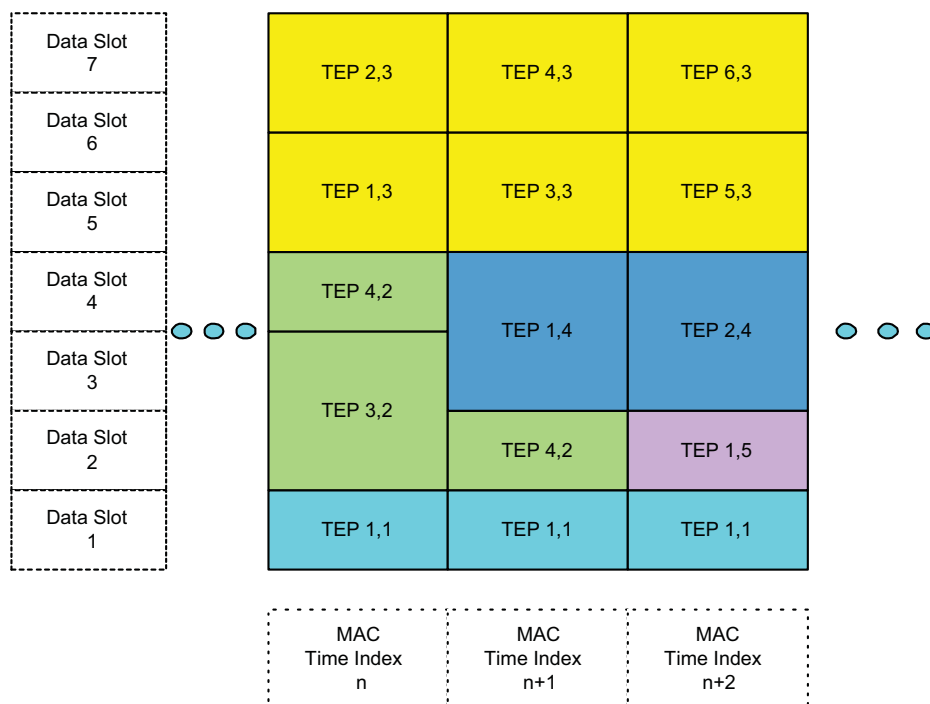 Data Slot
7
Data Slot
6
Data Slot
5
Data Slot
4
Data Slot
3
Data Slot
2
Data Slot
1
TEP 2,3
TEP 4,3
TEP 6,3
TEP 1,3
TEP 3,3
TEP 5,3
TEP 4,2
TEP 1,4
TEP 2,4
TEP 3,2
TEP 4,2
TEP 1,5
TEP 1,1
TEP 1,1
TEP 1,1
MAC
Time Index
n
MAC
Time Index
n+1
MAC
Time Index
n+2